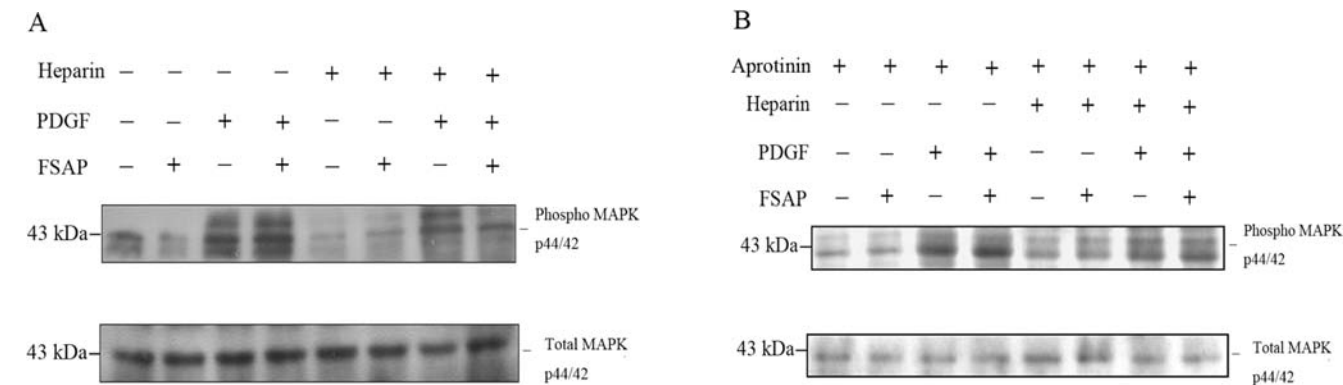 A
Heparin − − − − + + + +
PDGF − − + + − − + +
FSAP − + − + − + − +
43 kDa
Phospho MAPK
p44/42
43 kDa
Total MAPK
p44/42
B
Aprotinin + + + + + + + +
Heparin − − − − + + + +
PDGF − − + + − − + +
FSAP − + − + − + − +
43 kDa
Phospho MAPK
p44/42
43 kDa
Total MAPK
p44/42